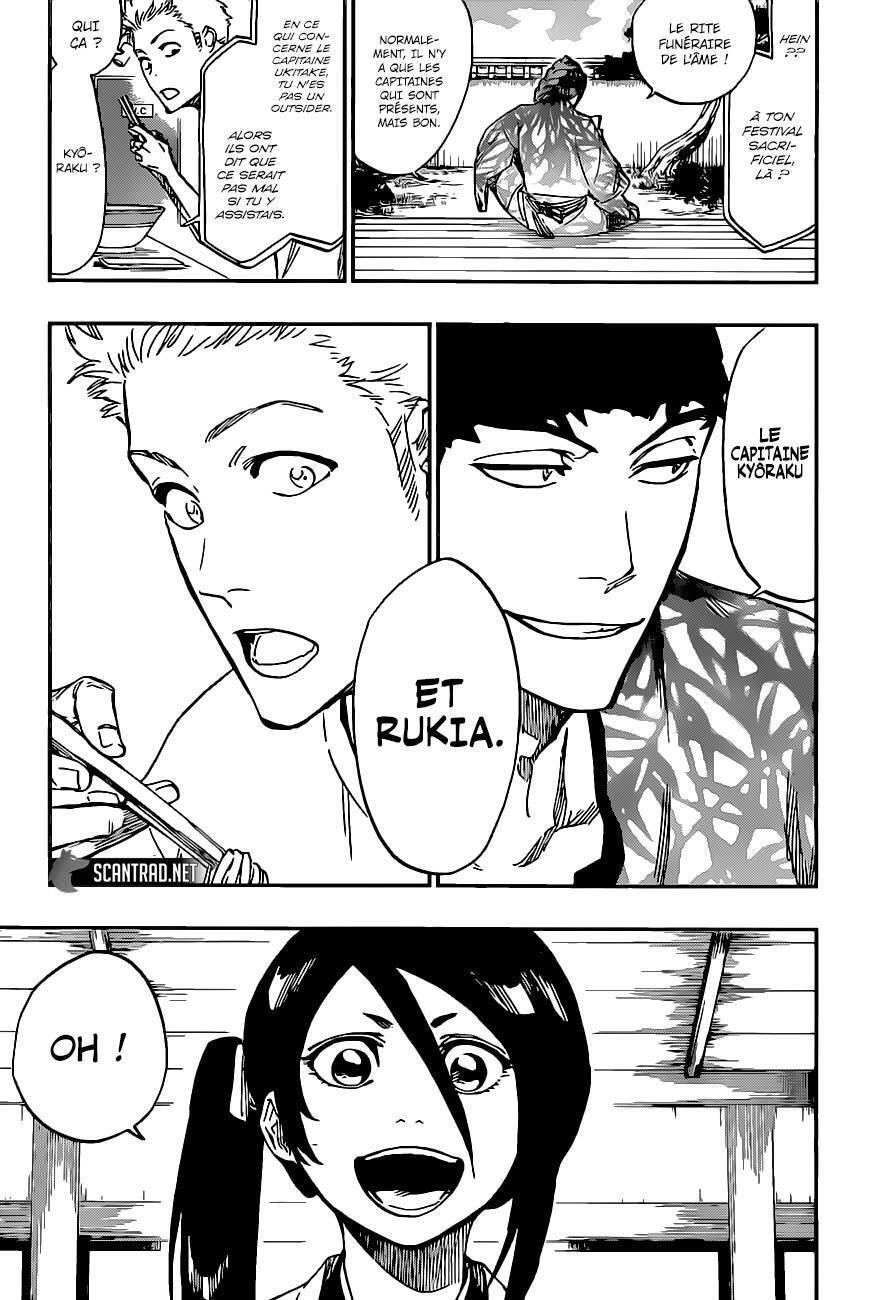 HEIN
??
À TON
FESTIVAL
SACRI-
FICIEL,
LÀ ?
LE RITE
FUNÉRAIRE
DE L'ÂME !
NORMALE-
MENT, IL N'Y
A QUE LES
CAPITAINES
QUI SONT
PRÉSENTS,
MAIS BON.
EN CE
QUI CON-
CERNE LE
CAPITAINE
UKITAKE,
TU N'ES
PAS UN
OUTSIDER.
ALORS
ILS ONT
DIT QUE
CE SERAIT
PAS MAL
SI TU Y
ASSISTAIS.
QUI
ÇA ?
KYÔ-
RAKU ?
LE
CAPITAINE
KYÔRAKU
ET
RUKIA.
SCANTRAD.NET
OH !